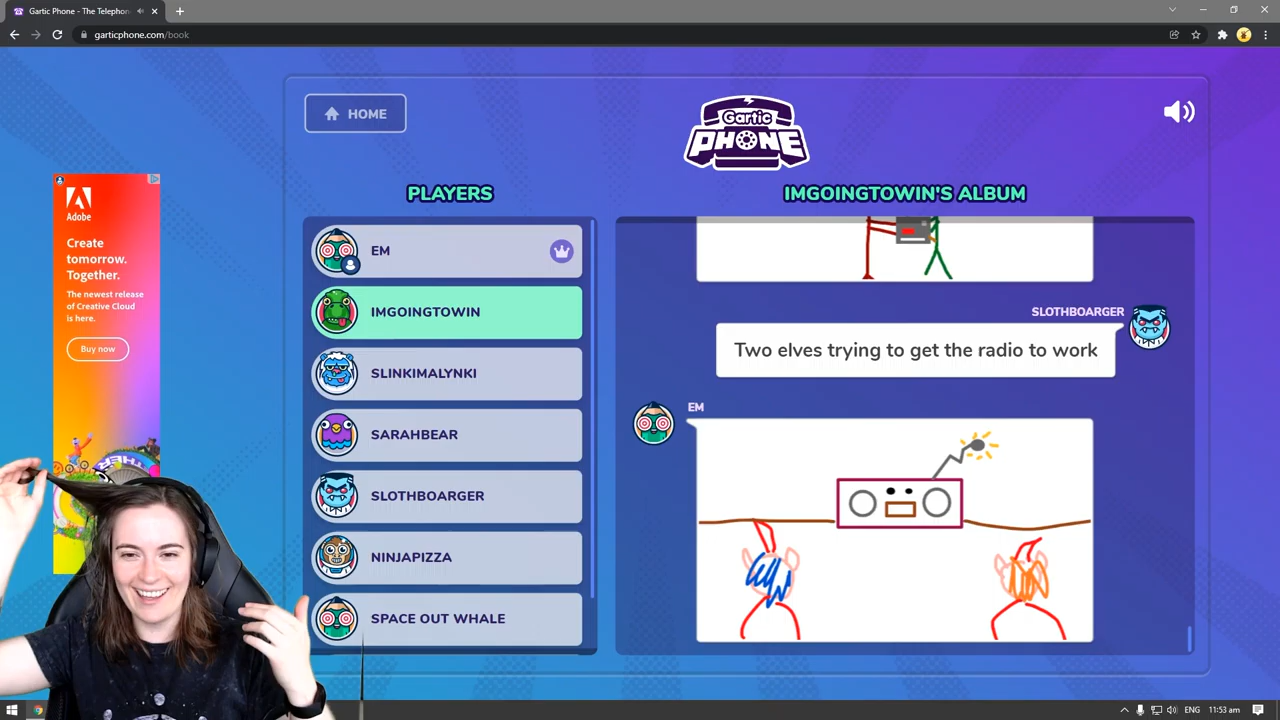 Gartic Phone - The Telephon
garticphone.com/book
HOME
Gartic
PHONE
PLAYERS
IMGOINGTOWIN'S ALBUM
Adobe
Create
tomorrow.
Together.
The newest release
of Creative Cloud
is here.
Buy now
EM
IMGOINGTOWIN
SLINKIMALYNKI
SARAHBEAR
SLOTHBOARGER
NINJAPIZZA
SPACE OUT WHALE
SLOTHBOARGER
Two elves trying to get the radio to work
EM
ENG
11:53 am